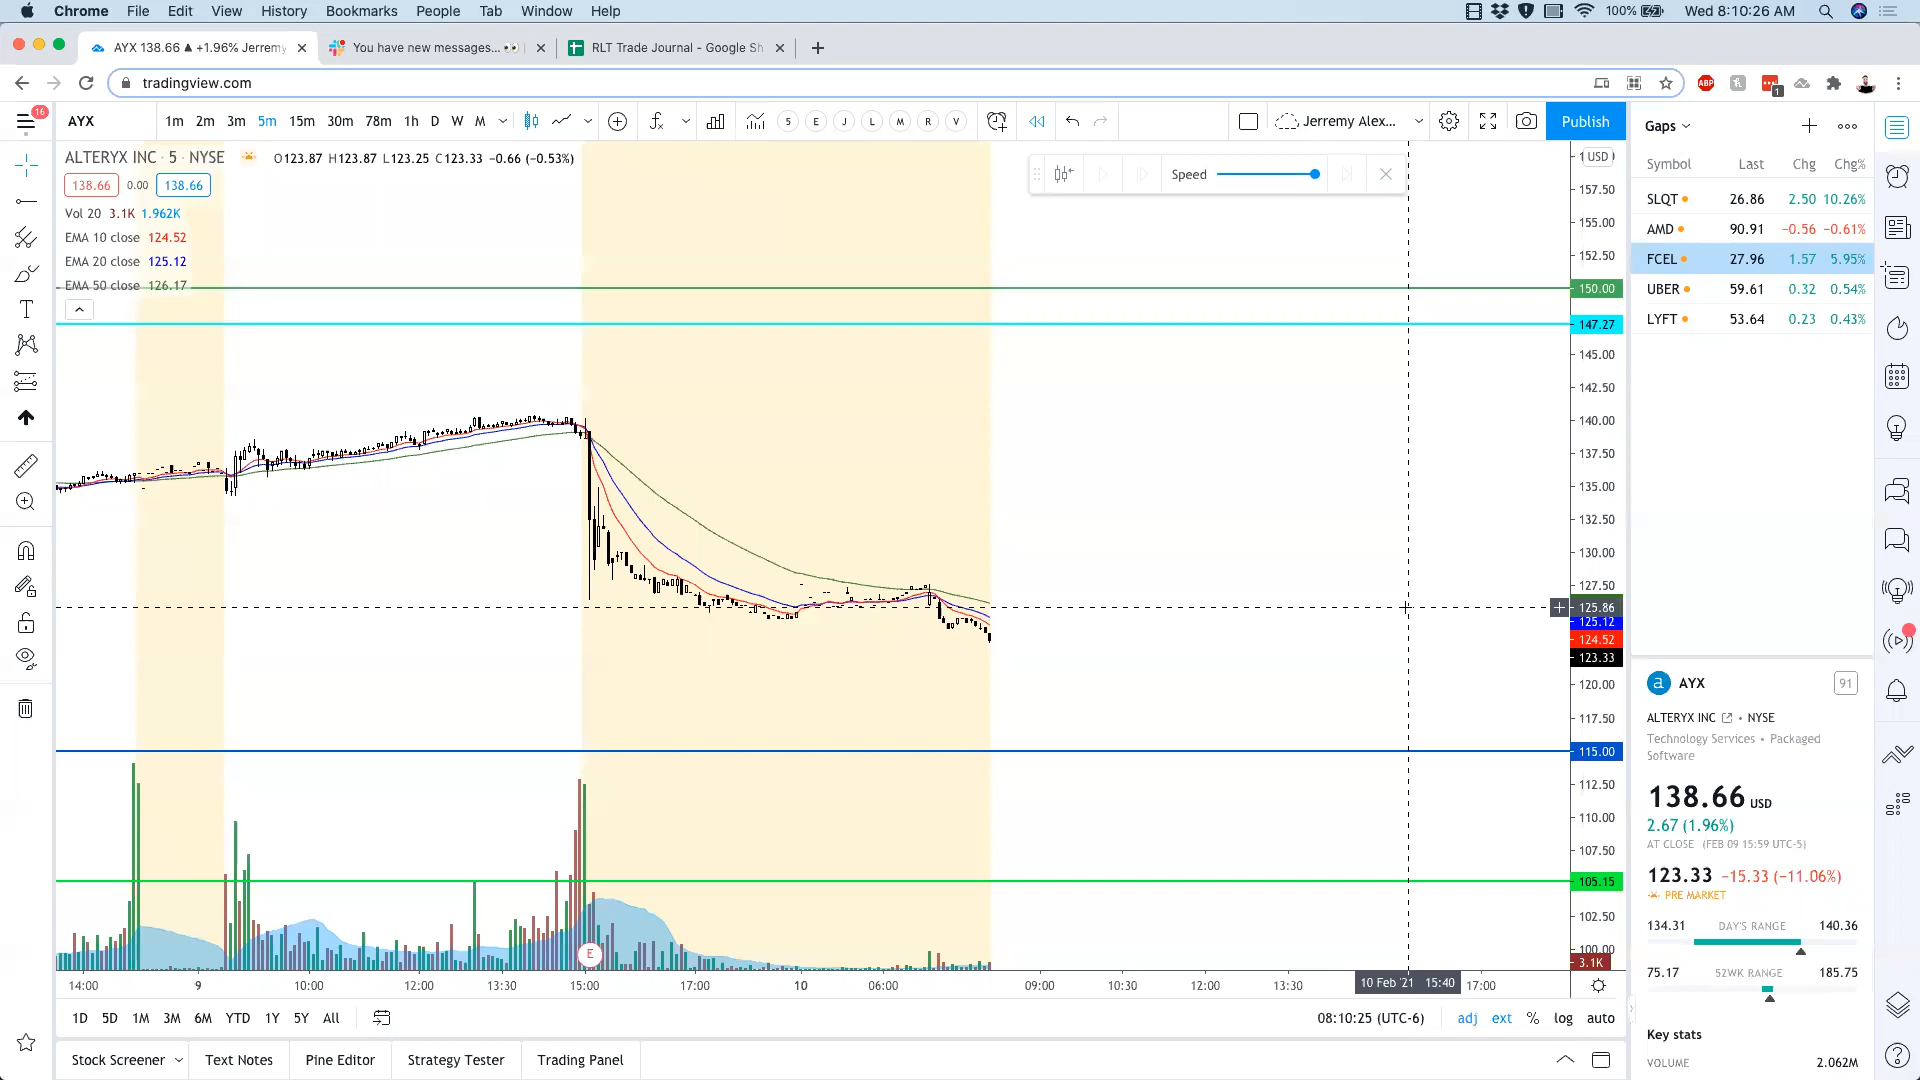 Chrome File Edit View History Bookmarks People Tab Window Help 100% Wed 8:10:26 AM
AYX 138.66 ▲ +1.96% Jerremy
You have new messages... 👀
RLT Trade Journal - Google Sh
tradingview.com
ABP
1
16
AYX 1m 2m 3m 5m 15m 30m 78m 1h D W M
S E J L M R V
Jerremy Alex...
Publish
ALTERYX INC · 5 · NYSE O123.87 H123.87 L123.25 C123.33 −0.66 (−0.53%)
138.66 0.00 138.66
Vol 20 3.1K 1.962K
EMA 10 close 124.52
EMA 20 close 125.12
EMA 50 close 126.17
Speed
USD
157.50
155.00
152.50
150.00
147.27
145.00
142.50
140.00
137.50
135.00
132.50
130.00
127.50
125.86
125.12
124.52
123.33
120.00
117.50
115.00
112.50
110.00
107.50
105.15
102.50
100.00
3.1K
E
14:00 9 10:00 12:00 13:30 15:00 17:00 10 06:00 09:00 10:30 12:00 13:30 10 Feb '21 15:40 17:00
1D 5D 1M 3M 6M YTD 1Y 5Y All
08:10:25 (UTC-6) adj ext % log auto
Stock Screener Text Notes Pine Editor Strategy Tester Trading Panel
Gaps
Symbol Last Chg Chg%
SLQT 26.86 2.50 10.26%
AMD 90.91 −0.56 −0.61%
FCEL 27.96 1.57 5.95%
UBER 59.61 0.32 0.54%
LYFT 53.64 0.23 0.43%
a AYX 91
ALTERYX INC • NYSE
Technology Services • Packaged
Software
138.66 USD
2.67 (1.96%)
AT CLOSE (FEB 09 15:59 UTC-5)
123.33 −15.33 (−11.06%)
PRE MARKET
134.31 DAY'S RANGE 140.36
75.17 52WK RANGE 185.75
Key stats
VOLUME 2.062M